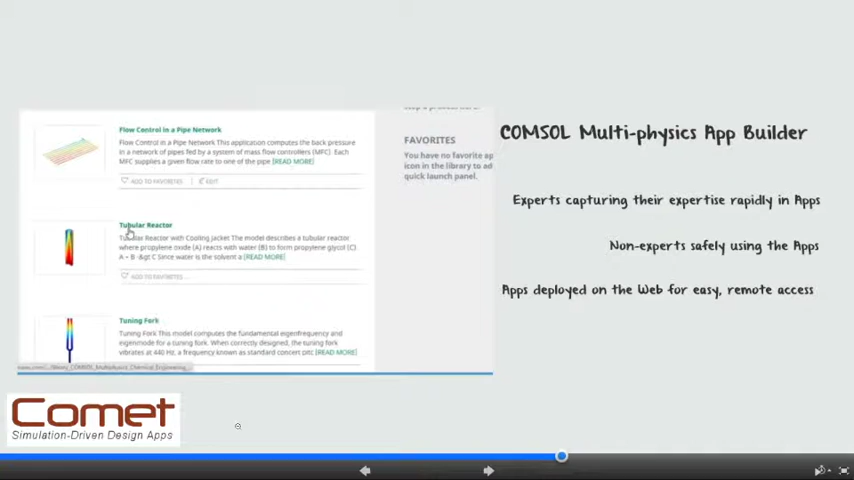 keep a product here.
Flow Control in a Pipe Network
Flow Control in a Pipe Network This application computes the back pressure
in a network of pipes fed by a system of mass flow controllers (MFC). Each
MFC supplies a given flow rate to one of the pipe [READ MORE]
ADD TO FAVORITES | EDIT
FAVORITES
You have no favorite ap
icon in the library to ad
quick launch panel.
Tubular Reactor
Tubular Reactor with Cooling Jacket The model describes a tubular reactor
where propylene oxide (A) reacts with water (B) to form propylene glycol (C)
A + B -&gt C Since water is the solvent a [READ MORE]
ADD TO FAVORITES
Tuning Fork
Tuning Fork This model computes the fundamental eigenfrequency and
eigenmode for a tuning fork. When correctly designed, the tuning fork
vibrates at 440 Hz, a frequency known as standard concert pitc [READ MORE]
COMSOL Multi-physics App Builder
Experts capturing their expertise rapidly in Apps
Non-experts safely using the Apps
Apps deployed on the Web for easy, remote access
Comet
Simulation-Driven Design Apps